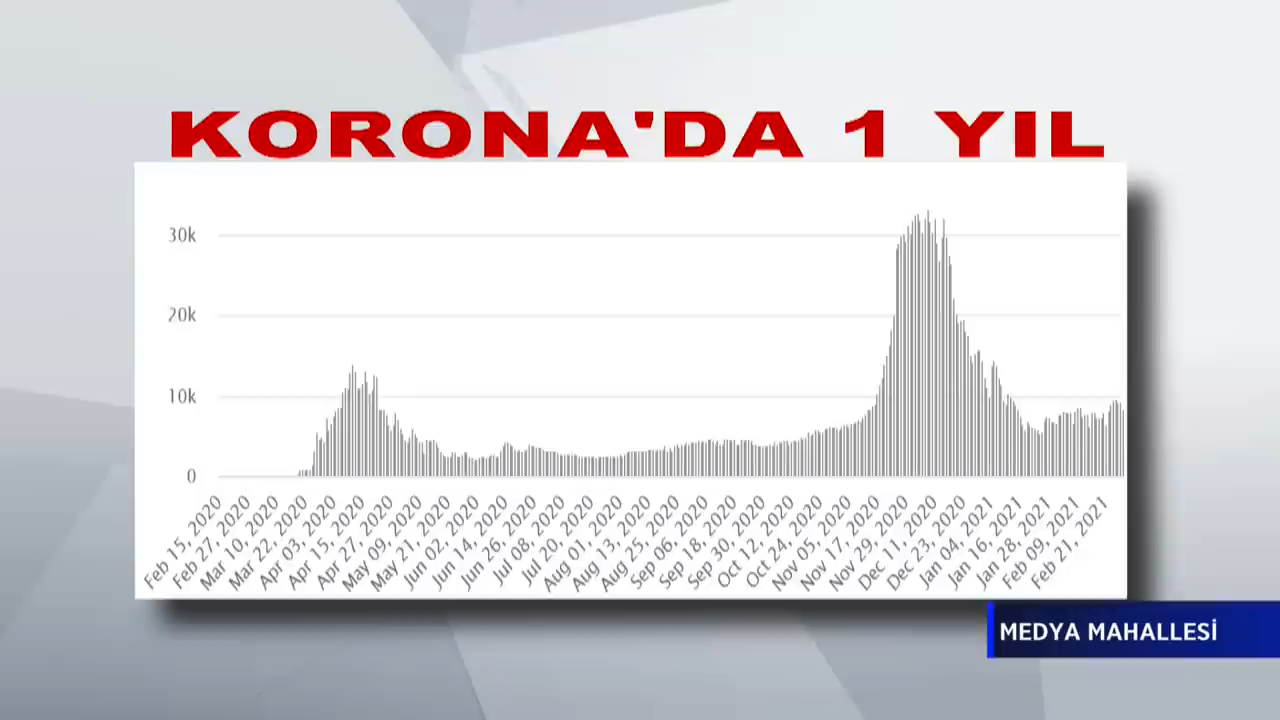 KORONA'DA 1 YIL
30k
20k
10k
0
Feb 15, 2020
Feb 27, 2020
Mar 10, 2020
Mar 22, 2020
Apr 03, 2020
Apr 15, 2020
Apr 27, 2020
May 09, 2020
May 21, 2020
Jun 02, 2020
Jun 14, 2020
Jun 26, 2020
Jul 08, 2020
Jul 20, 2020
Aug 01, 2020
Aug 13, 2020
Aug 25, 2020
Sep 06, 2020
Sep 18, 2020
Sep 30, 2020
Oct 12, 2020
Oct 24, 2020
Nov 05, 2020
Nov 17, 2020
Nov 29, 2020
Dec 11, 2020
Dec 23, 2020
Jan 04, 2021
Jan 16, 2021
Jan 28, 2021
Feb 09, 2021
Feb 21, 2021
MEDYA MAHALLESİ